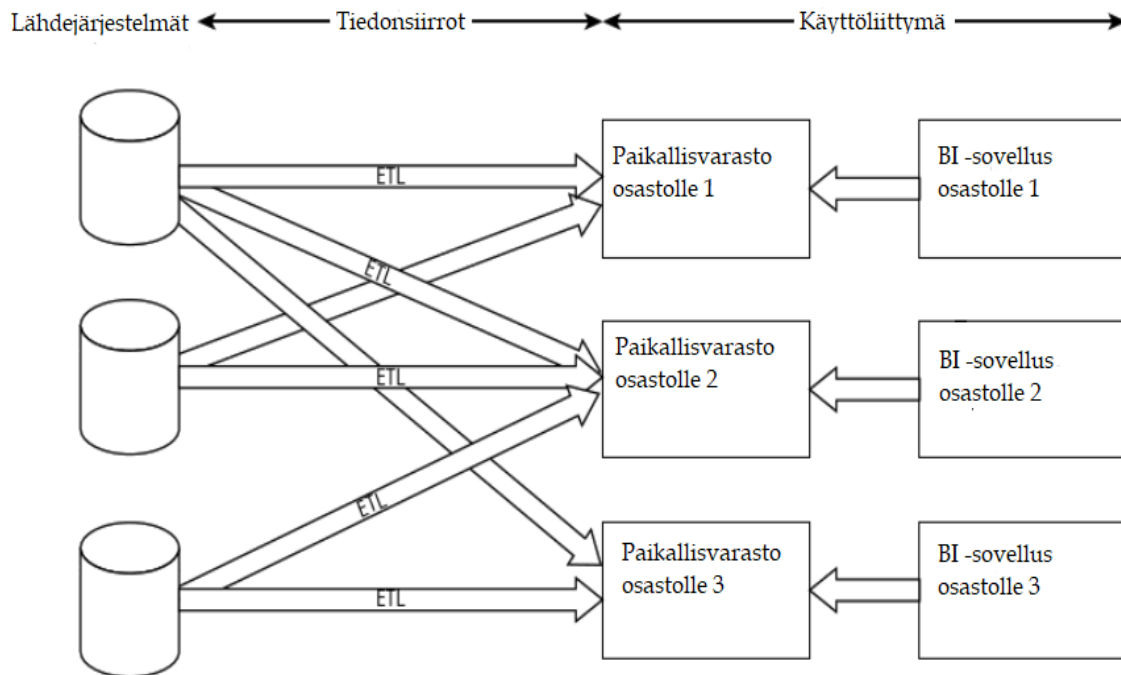 Lähdejärjestelmät
Tiedonsiirrot
Käyttöliittymä
ETL
Paikallisvarasto
osastolle 1
BI -sovellus
osastolle 1
ETL
ETL
Paikallisvarasto
osastolle 2
BI -sovellus
osastolle 2
ETL
ETL
Paikallisvarasto
osastolle 3
BI -sovellus
osastolle 3